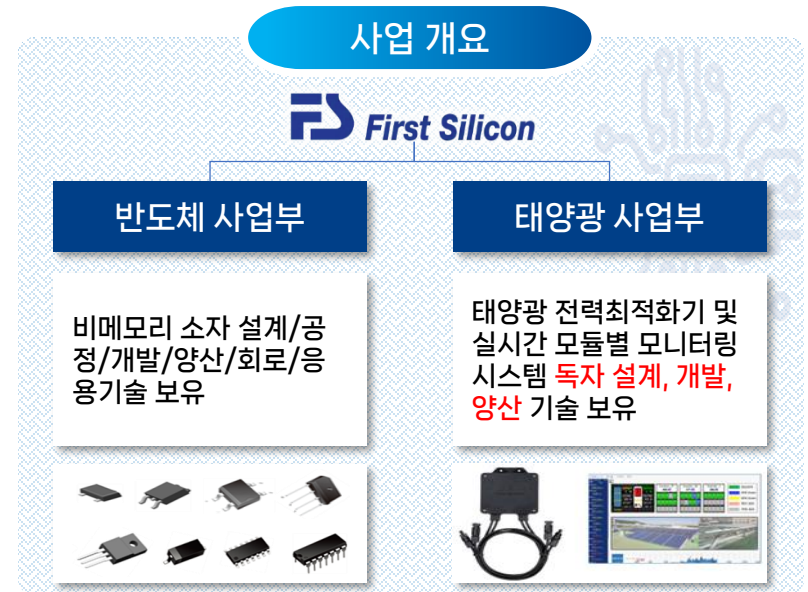 사업 개요
FS First Silicon
반도체 사업부
태양광 사업부
비메모리 소자 설계/공
정/개발/양산/회로/응
용기술 보유
태양광 전력최적화기 및
실시간 모듈별 모니터링
시스템 독자 설계, 개발,
양산 기술 보유